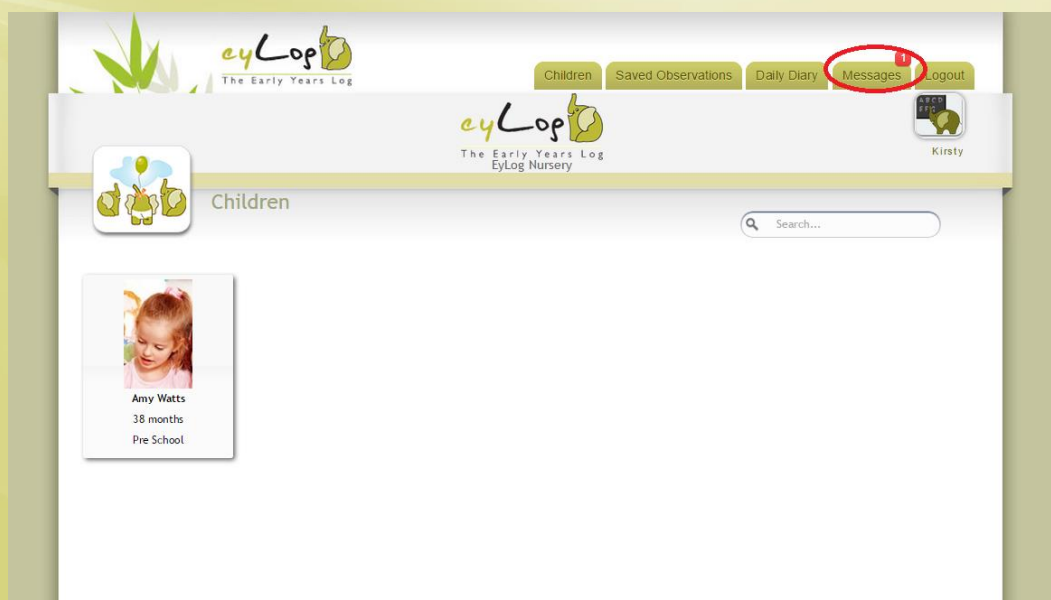 eyLog
The Early Years Log
Children Saved Observations Daily Diary Messages 1 Logout
eyLog
The Early Years Log
EyLog Nursery
ABCD
Kirsty
Children
Search...
Amy Watts
38 months
Pre School